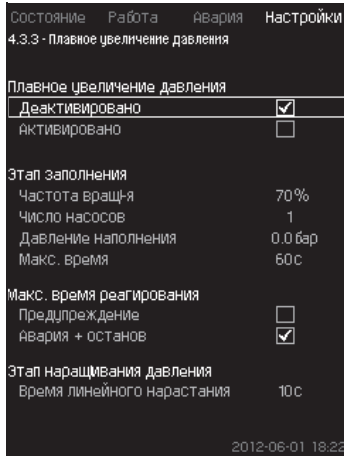 Состояние Работа Авария Настройки
4.3.3 - Плавное увеличение давления
Плавное увеличение давления
Деактивировано
Активировано
Этап заполнения
Частота вращ-я 70%
Число насосов 1
Давление наполнения 0.0 бар
Макс. время 60с
Макс. время реагирования
Предупреждение
Авария + останов
Этап наращивания давления
Время линейного нарастания 10с
2012-06-01 18:22